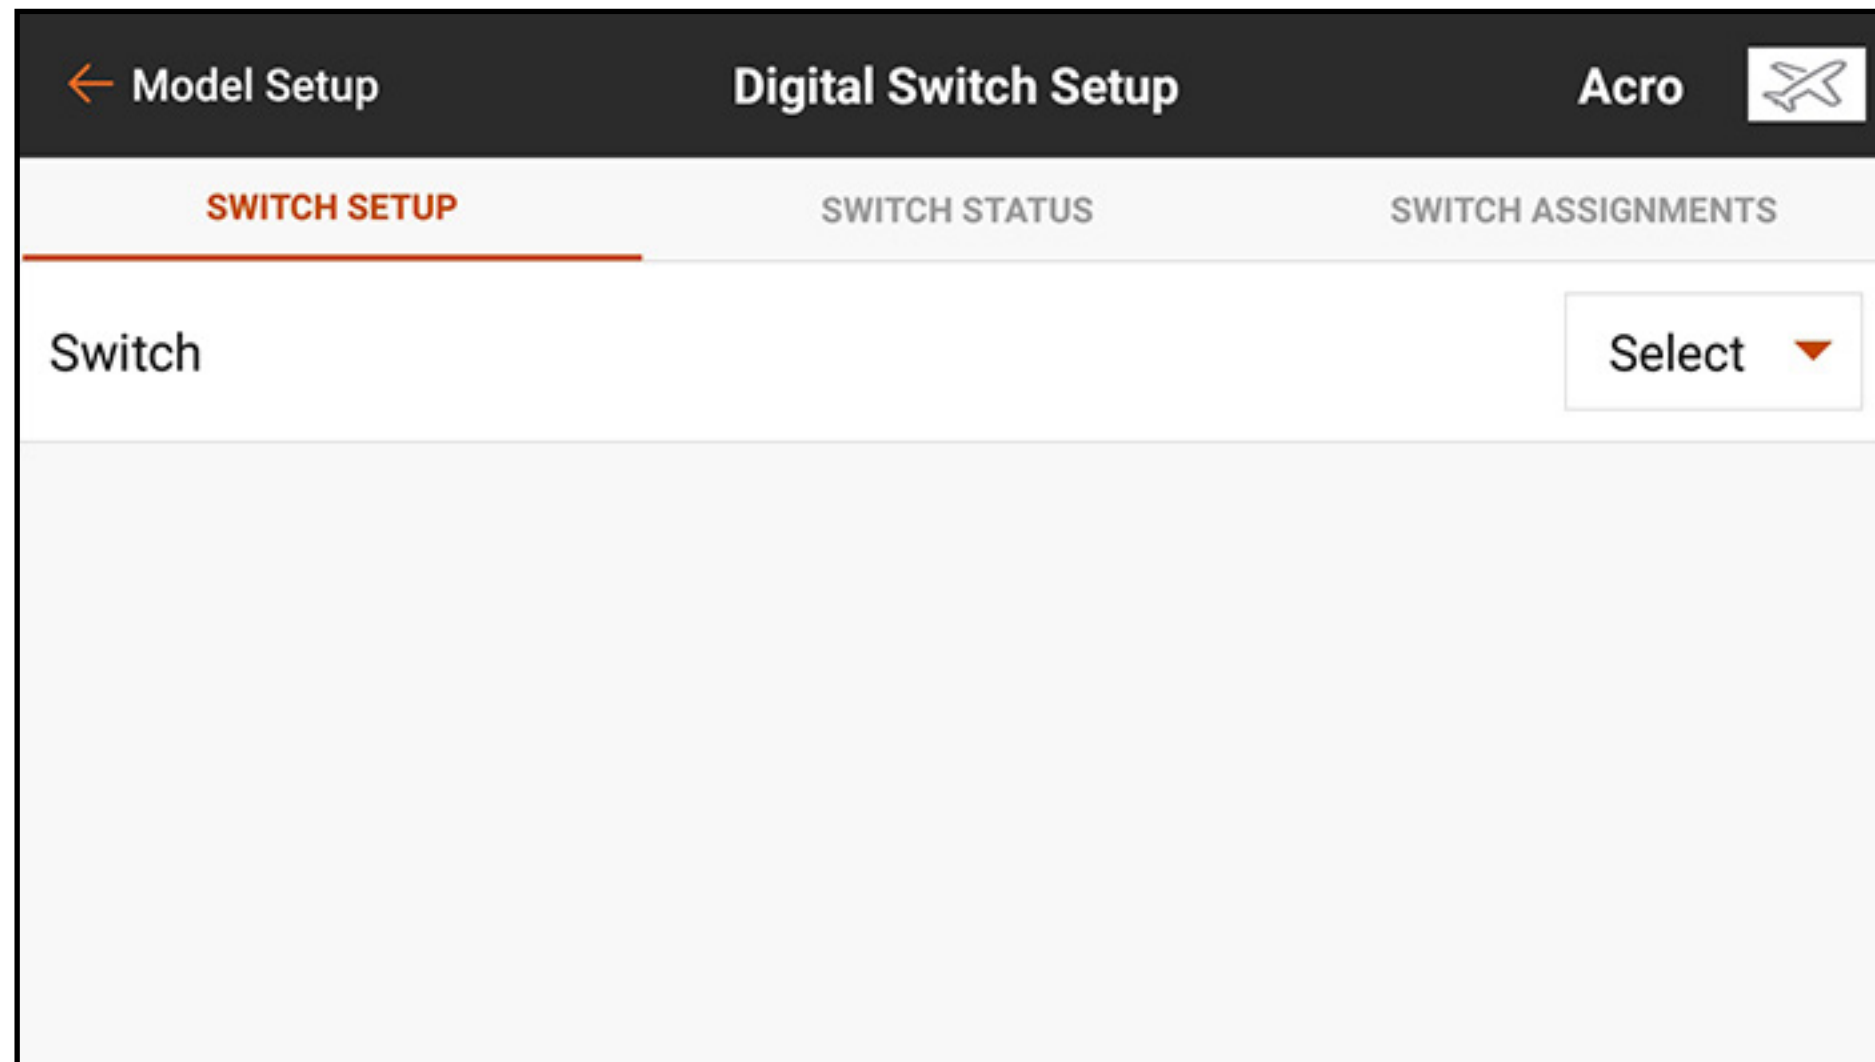 Model Setup
Digital Switch Setup
Acro
SWITCH SETUP
SWITCH STATUS
SWITCH ASSIGNMENTS
Switch
Select